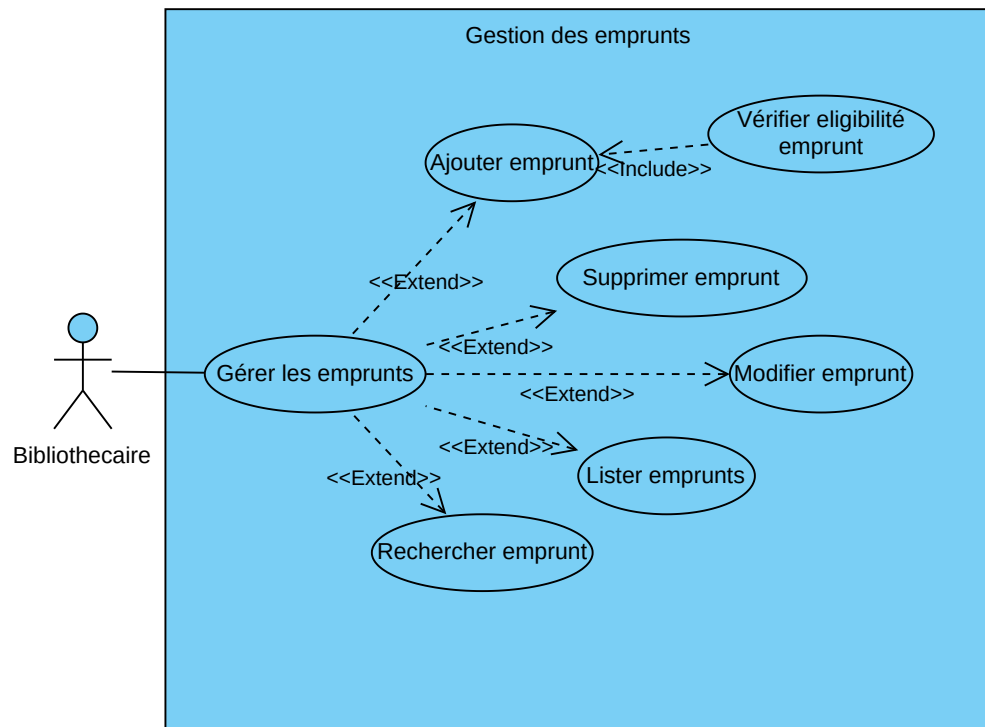 Gestion des emprunts
Vérifier eligibilité
emprunt
Ajouter emprunt
<<Include>>
<<Extend>>
Supprimer emprunt
<<Extend>>
Gérer les emprunts
Modifier emprunt
<<Extend>>
Bibliothecaire
<<Extend>>
Lister emprunts
<<Extend>>
Rechercher emprunt